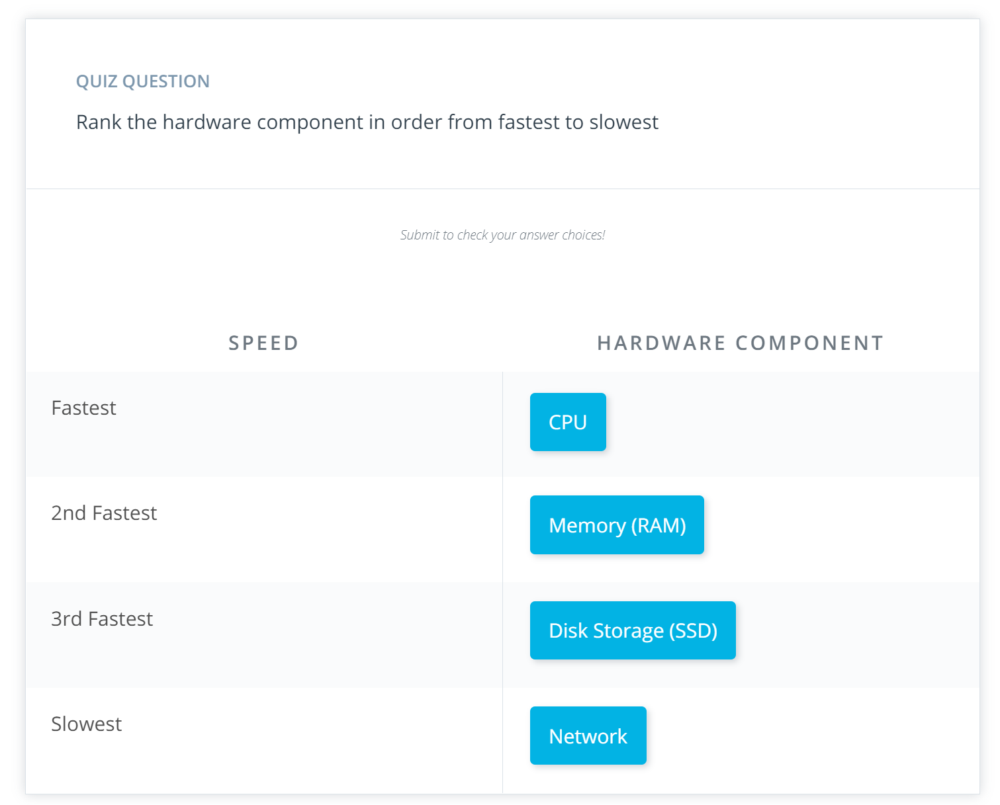 QUIZ QUESTION
Rank the hardware component in order from fastest to slowest
Submit to check your answer choices!
SPEED
HARDWARE COMPONENT
Fastest
CPU
2nd Fastest
Memory (RAM)
3rd Fastest
Disk Storage (SSD)
Slowest
Network